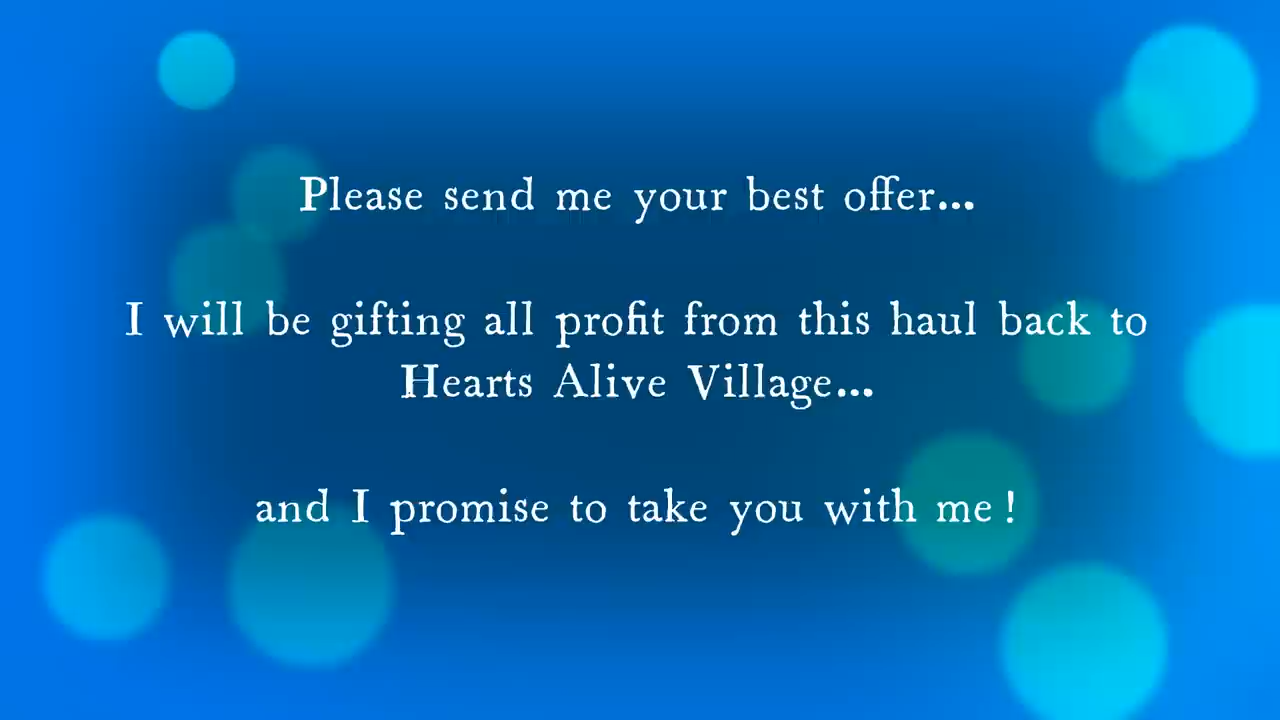 Please send me your best offer...
I will be gifting all profit from this haul back to
Hearts Alive Village...
and I promise to take you with me!